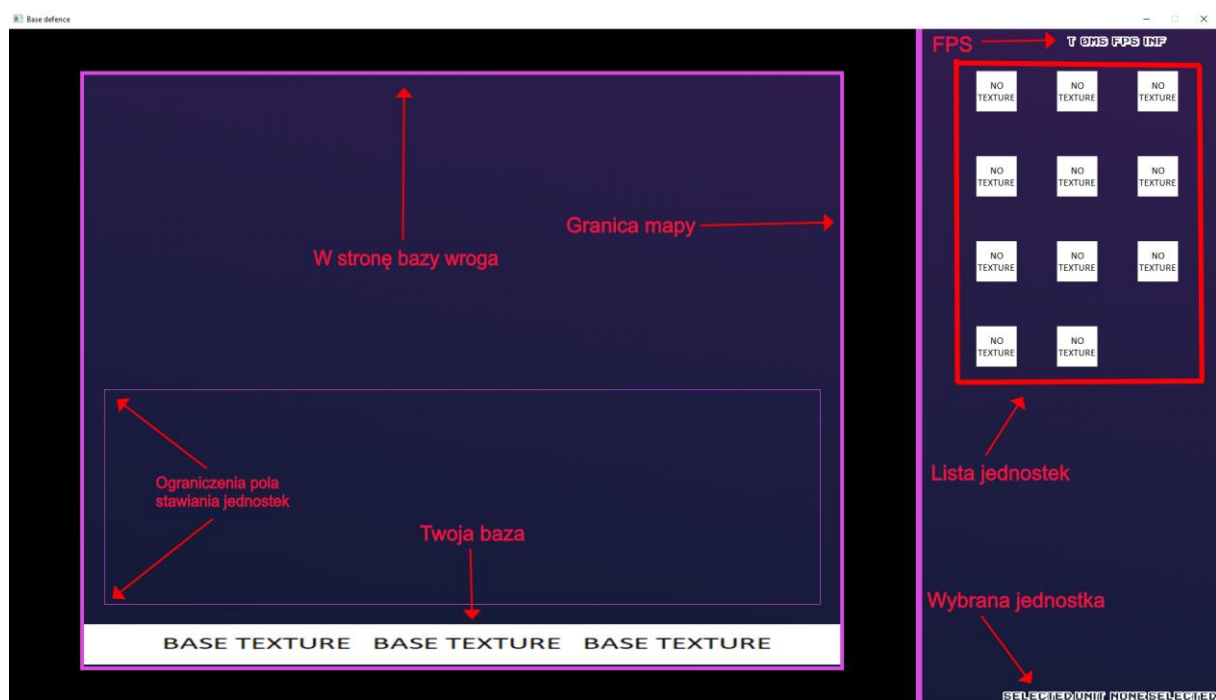 Base defence
FPS
T 0MS FPS INF
NO
TEXTURE
NO
TEXTURE
NO
TEXTURE
NO
TEXTURE
NO
TEXTURE
NO
TEXTURE
Granica mapy
W stronę bazy wroga
NO
TEXTURE
NO
TEXTURE
NO
TEXTURE
NO
TEXTURE
NO
TEXTURE
Lista jednostek
Ograniczenia pola
stawiania jednostek
Twoja baza
Wybrana jednostka
BASE TEXTURE BASE TEXTURE BASE TEXTURE
SELECTED UNIT NONE SELECTED